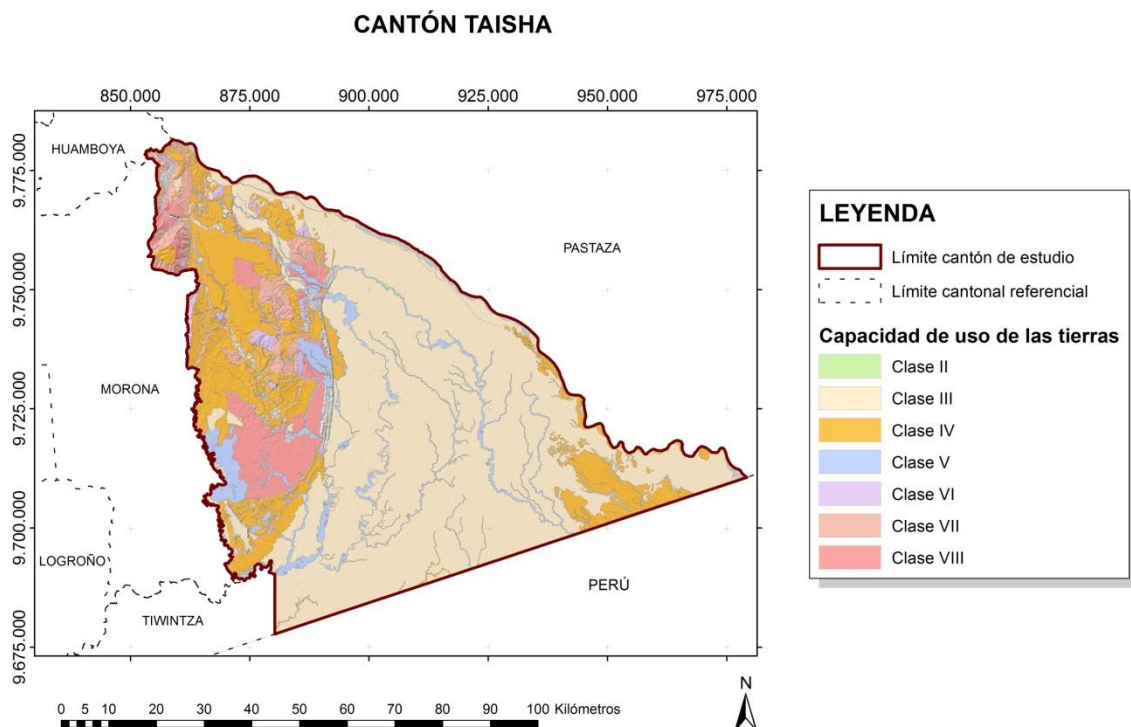 CANTÓN TAISHA
850.000 875.000 900.000 925.000 950.000 975.000
9.775.000
9.750.000
9.725.000
9.700.000
9.675.000
HUAMBOYA
PASTAZA
MORONA
LOGROÑO
TIWINTZA
PERÚ
LEYENDA
Límite cantón de estudio
Límite cantonal referencial
Capacidad de uso de las tierras
Clase II
Clase III
Clase IV
Clase V
Clase VI
Clase VII
Clase VIII
0 5 10 20 30 40 50 60 70 80 90 100 Kilómetros
N